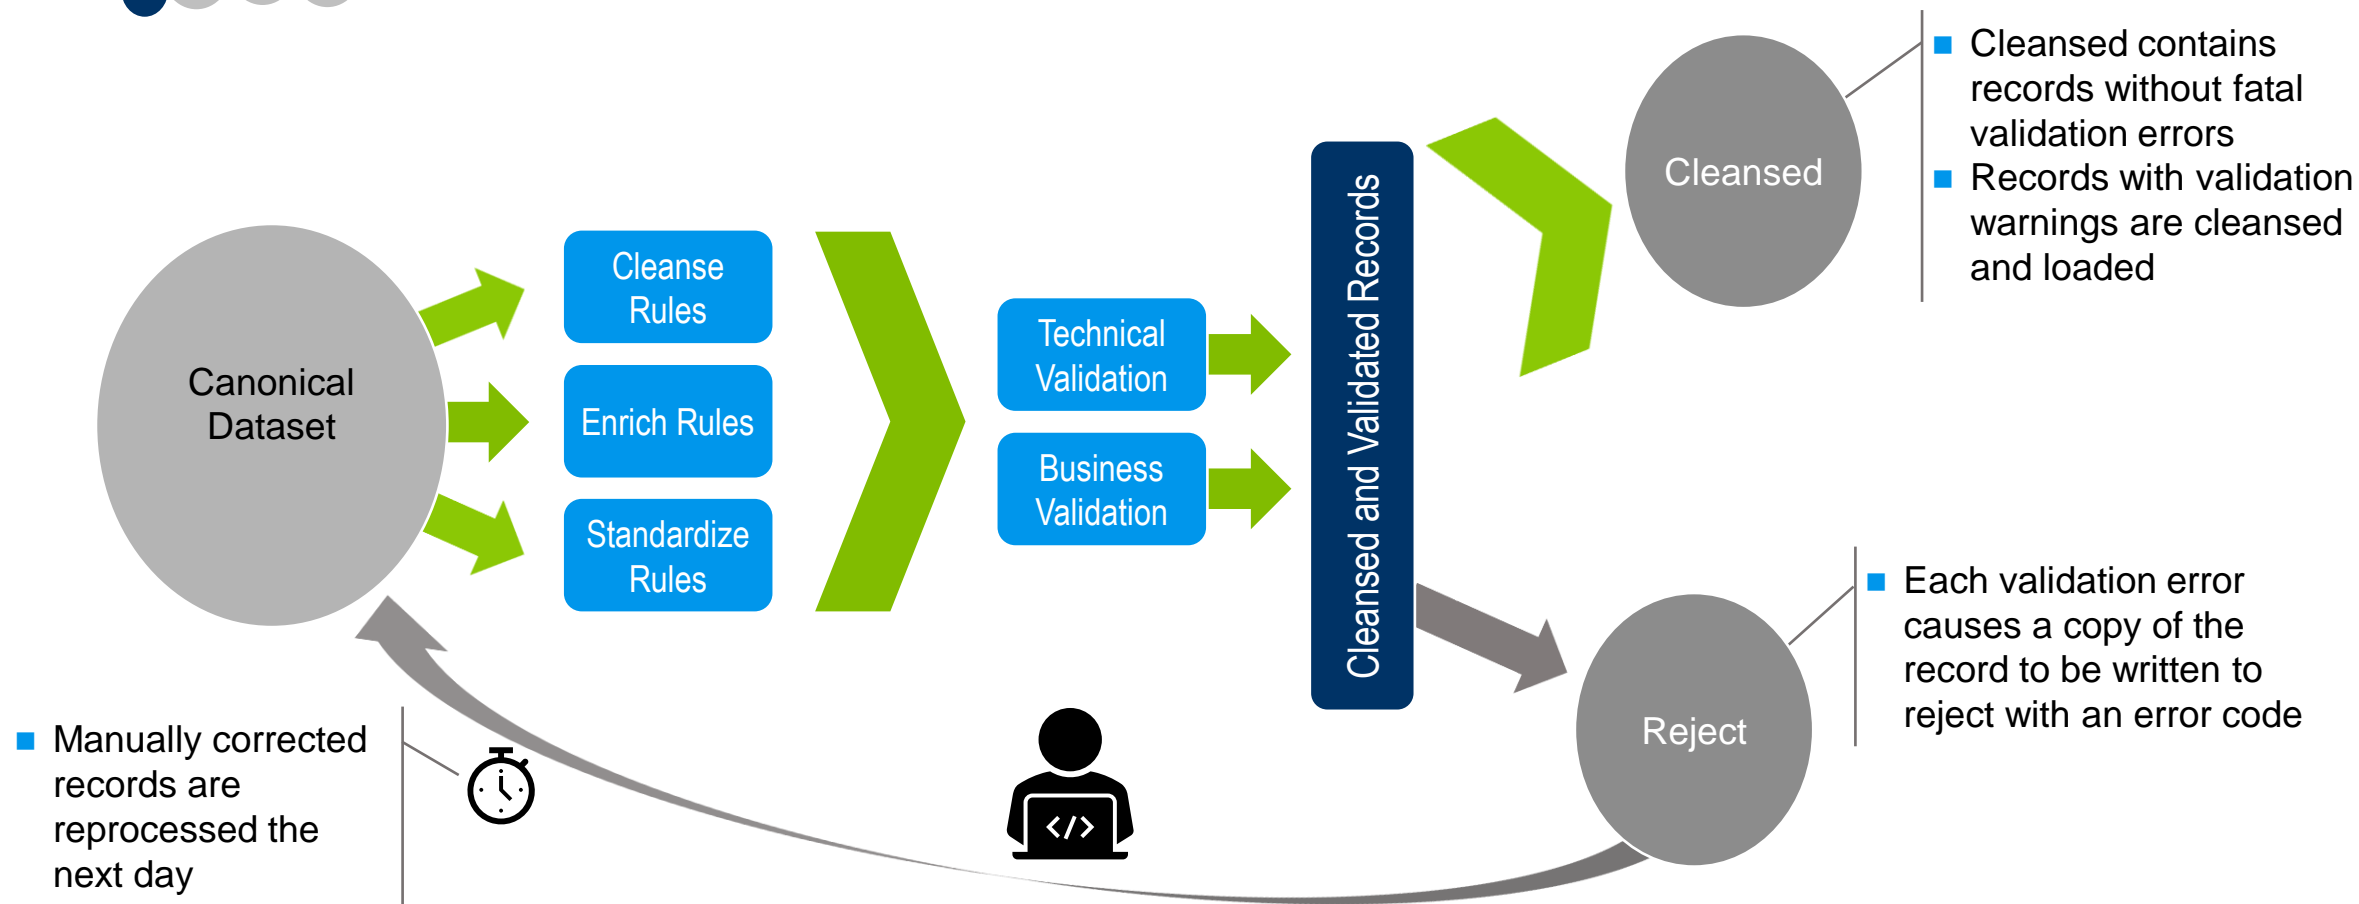 Canonical
Dataset
Cleanse
Rules
Enrich Rules
Standardize
Rules
Technical
Validation
Business
Validation
Cleansed and Validated Records
Cleansed
Cleansed contains
records without fatal
validation errors
Records with validation
warnings are cleansed
and loaded
Reject
Each validation error
causes a copy of the
record to be written to
reject with an error code
Manually corrected
records are
reprocessed the
next day
</>